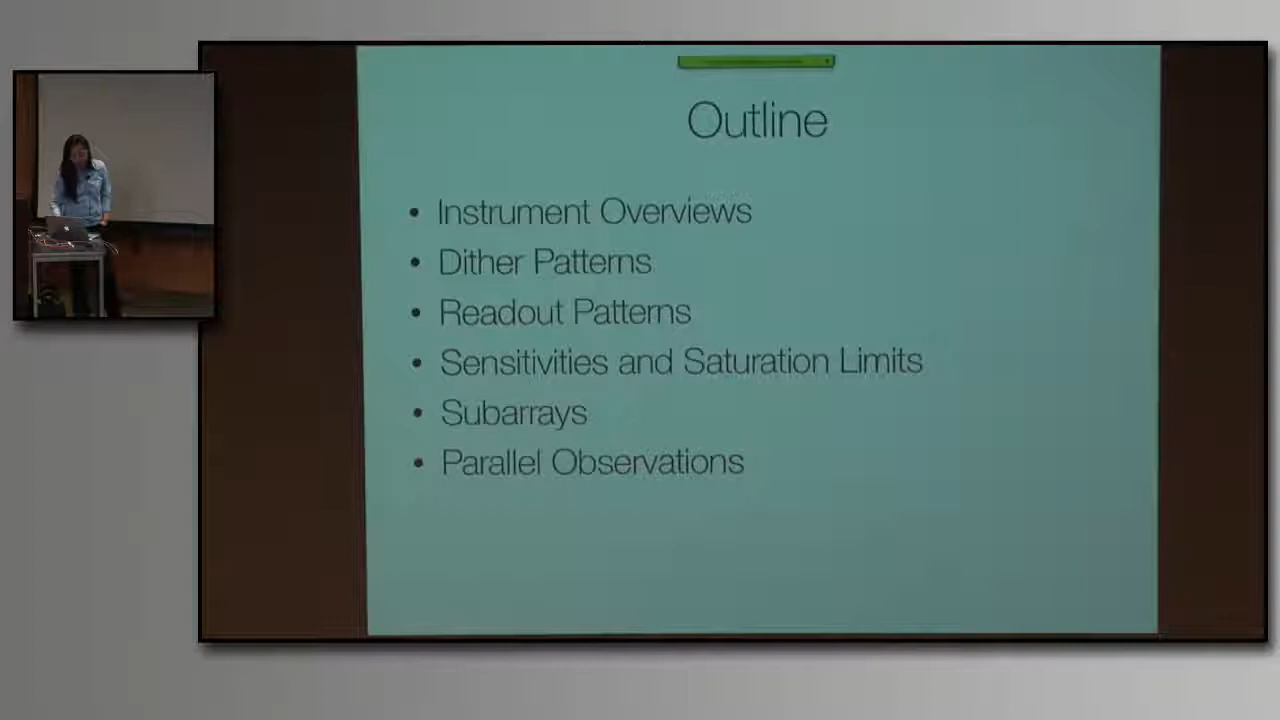 Outline
• Instrument Overviews
• Dither Patterns
• Readout Patterns
• Sensitivities and Saturation Limits
• Subarrays
• Parallel Observations